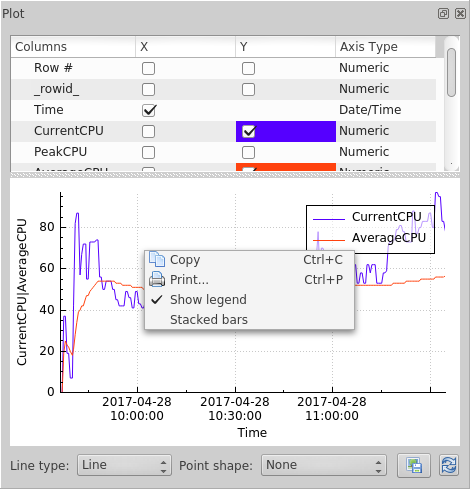 Plot
Columns X Y Axis Type
Row # Numeric
_rowid_ Numeric
Time Date/Time
CurrentCPU Numeric
PeakCPU Numeric
AverageCPU Numeric
CurrentCPU
AverageCPU
80
60
40
20
0
CurrentCPU|AverageCPU
Copy Ctrl+C
Print... Ctrl+P
Show legend
Stacked bars
2017-04-28 2017-04-28 2017-04-28
10:00:00 10:30:00 11:00:00
Time
Line type: Line Point shape: None